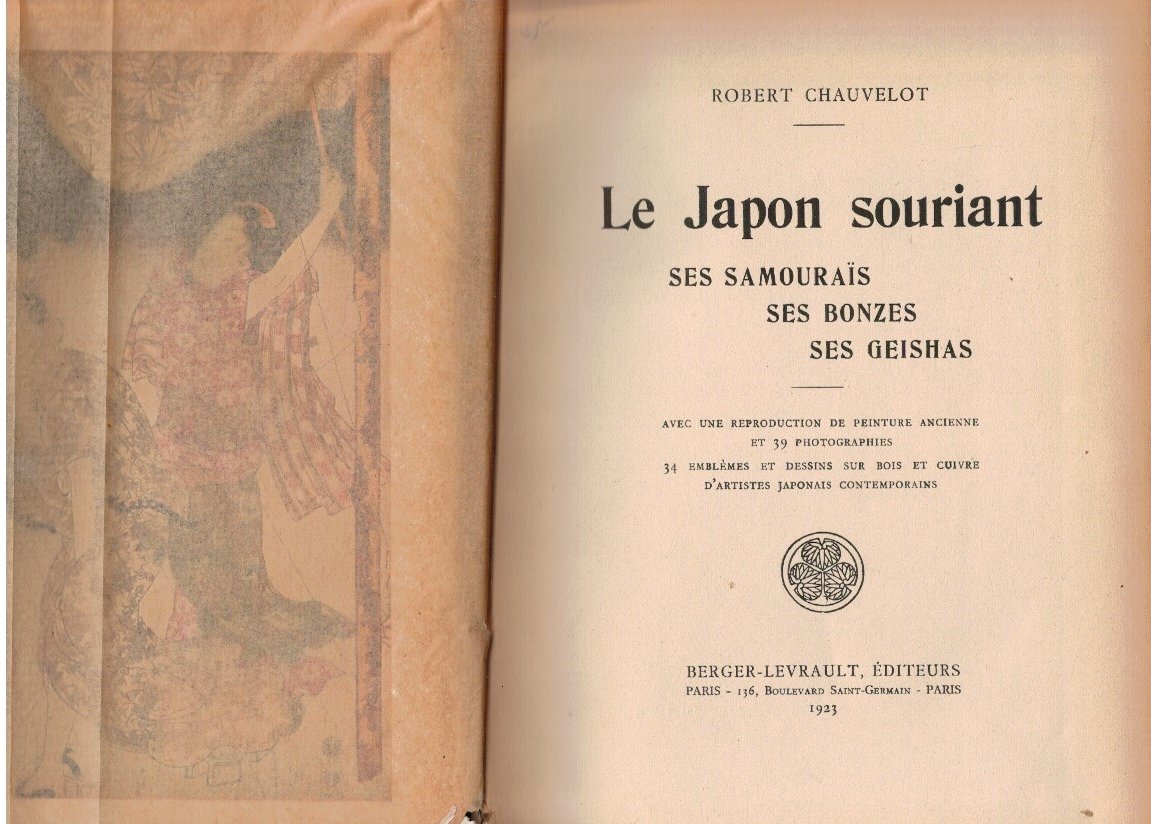 ROBERT CHAUVELOT
Le Japon souriant
SES SAMOURAÏS
SES BONZES
SES GEISHAS
AVEC UNE REPRODUCTION DE PEINTURE ANCIENNE
ET 39 PHOTOGRAPHIES
34 EMBLÈMES ET DESSINS SUR BOIS ET CUIVRE
D'ARTISTES JAPONAIS CONTEMPORAINS
BERGER-LEVRAULT, ÉDITEURS
PARIS - 136, BOULEVARD SAINT-GERMAIN - PARIS
1923